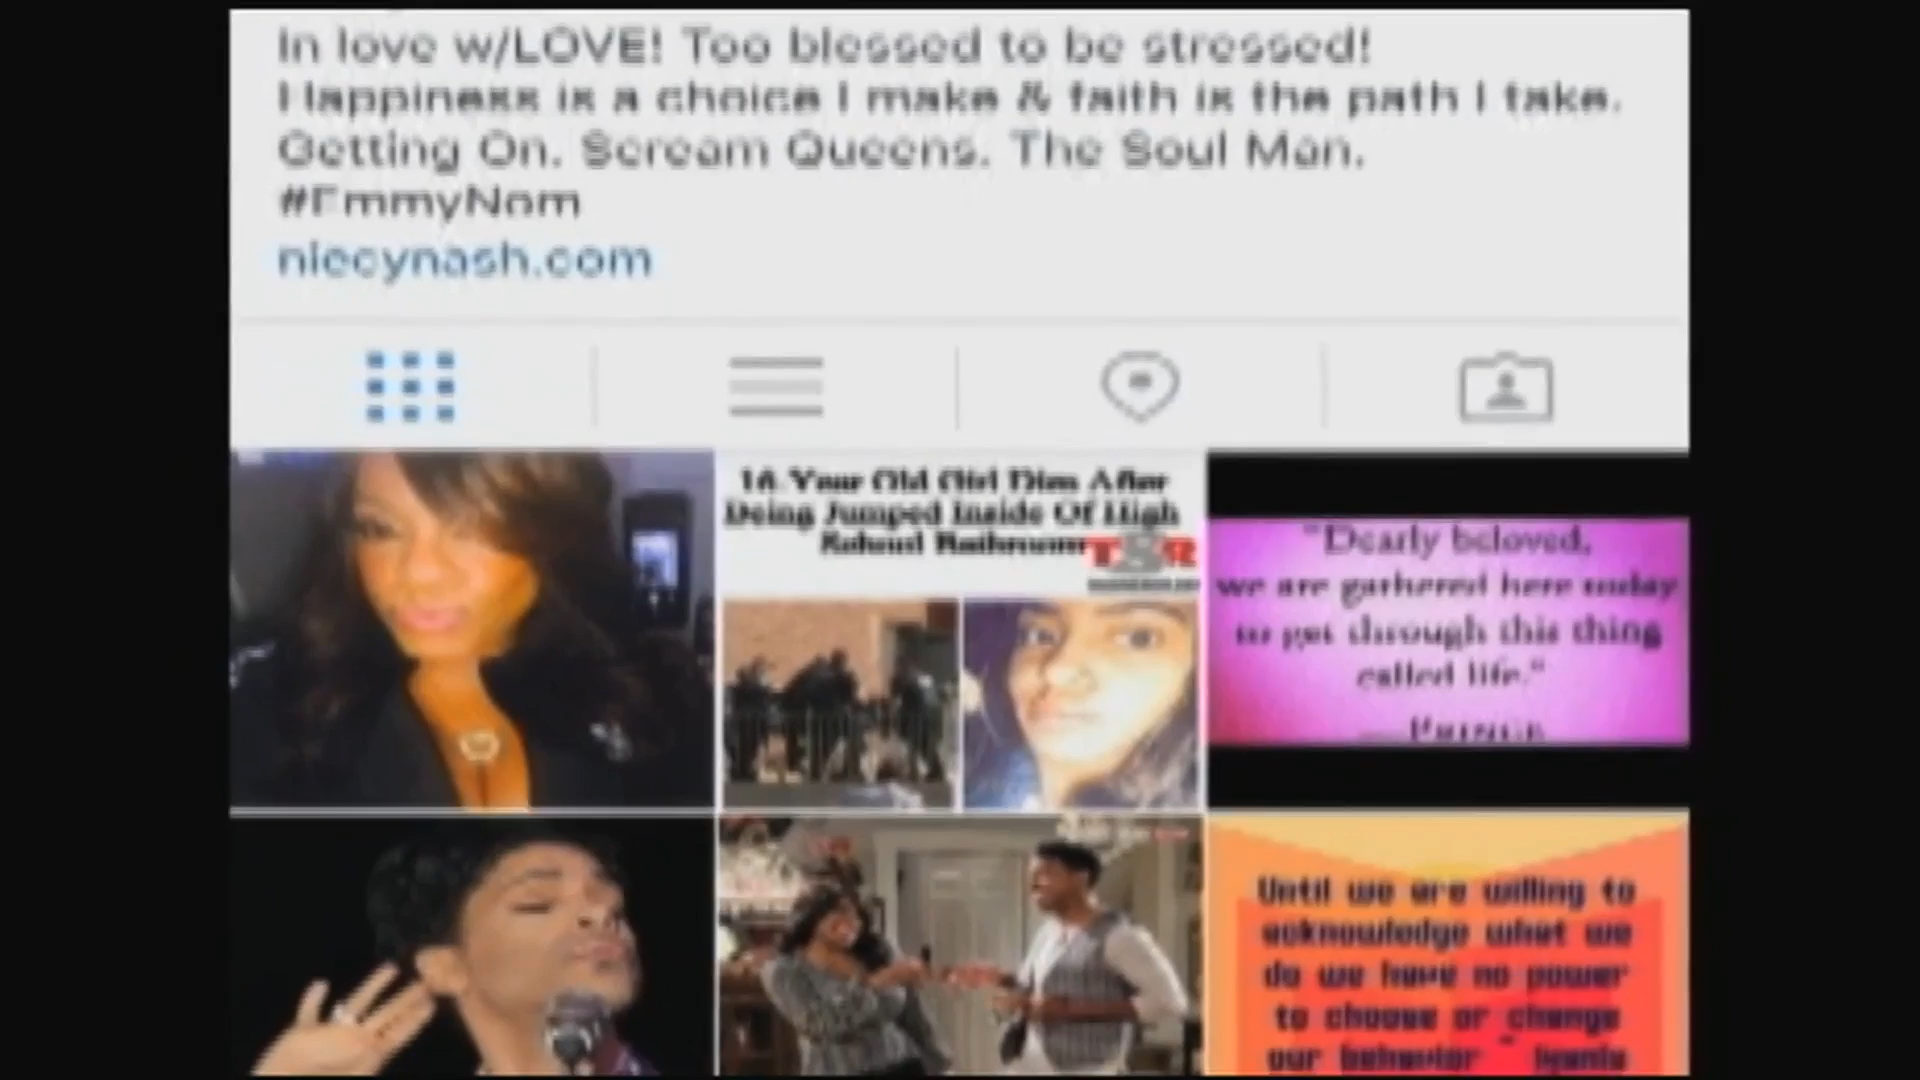 In love w/LOVE! Too blessed to be stressed!
Happiness is a choice I make & faith is the path I take.
Getting On. Scream Queens. The Soul Man.
#EmmyNom
niecynash.com
16 Year Old Girl Dies After
Being Jumped Inside Of High
School Bathroom
TSR
"Dearly beloved,
we are gathered here today
to get through this thing
called life."
— PRINCE
Until we are willing to
acknowledge what we
do we have no power
to choose or change
our behavior